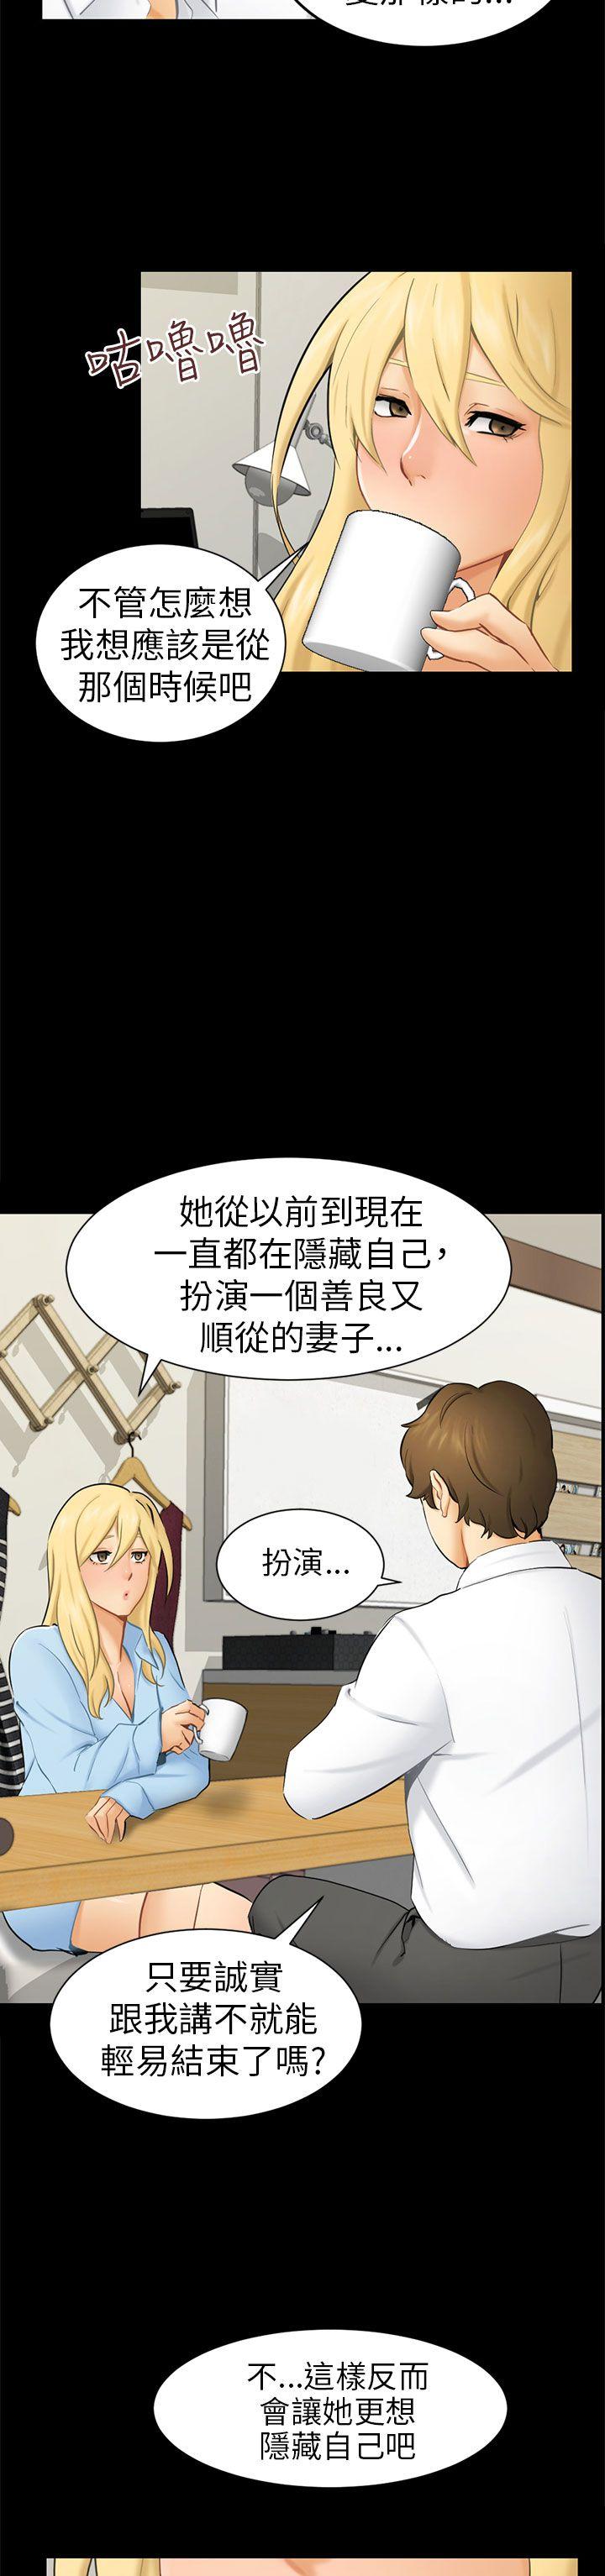 咕嚕嚕
不管怎麼想
我想應該是從
那個時候吧
她從以前到現在
一直都在隱藏自己，
扮演一個善良又
順從的妻子...
扮演...
只要誠實
跟我講不就能
輕易結束了嗎?
不...這樣反而
會讓她更想
隱藏自己吧